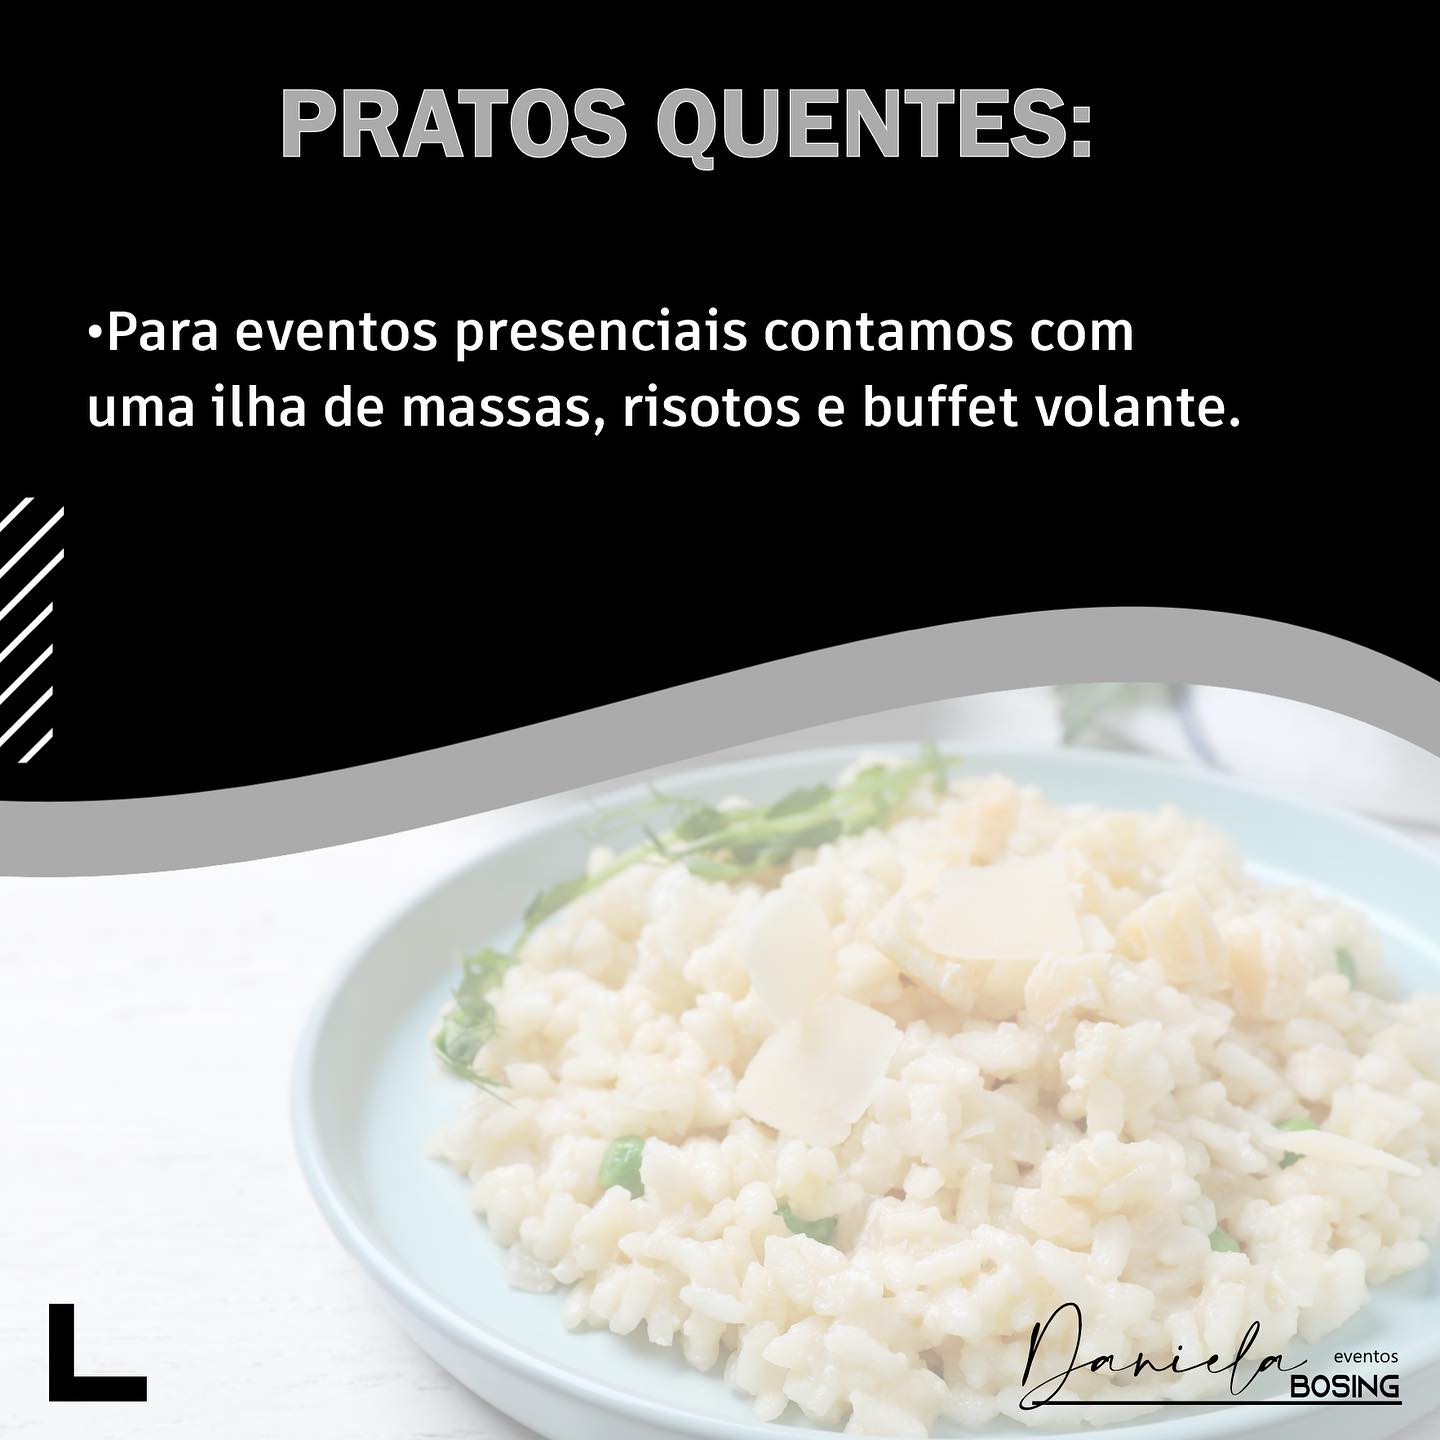 PRATOS QUENTES:
•Para eventos presenciais contamos com
uma ilha de massas, risotos e buffet volante.
Daniela eventos
BOSING